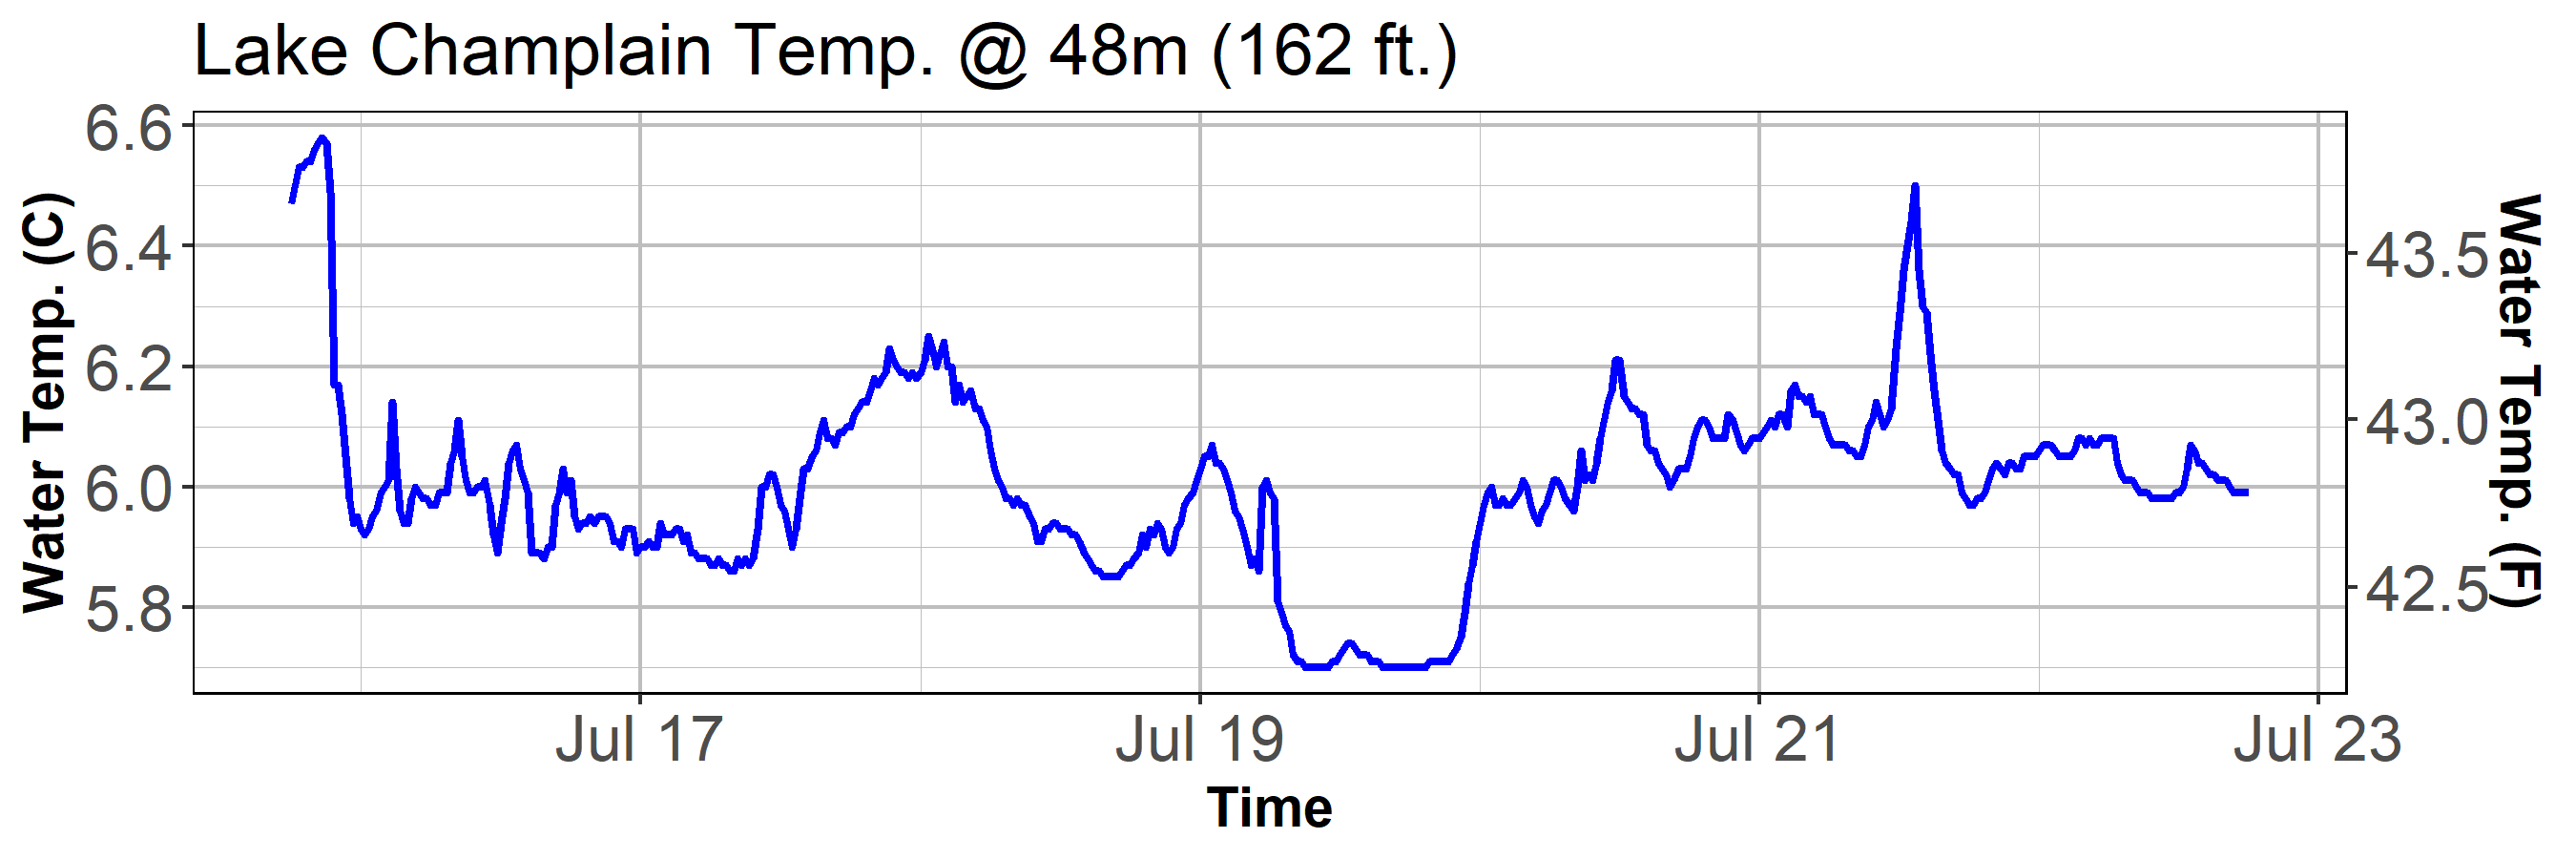 Lake Champlain Temp. @ 48m (162 ft.)
Water Temp. (C)
6.6
6.4
6.2
6.0
5.8
43.5
43.0
42.5
Water Temp. (F)
Jul 17 Jul 19 Jul 21 Jul 23
Time